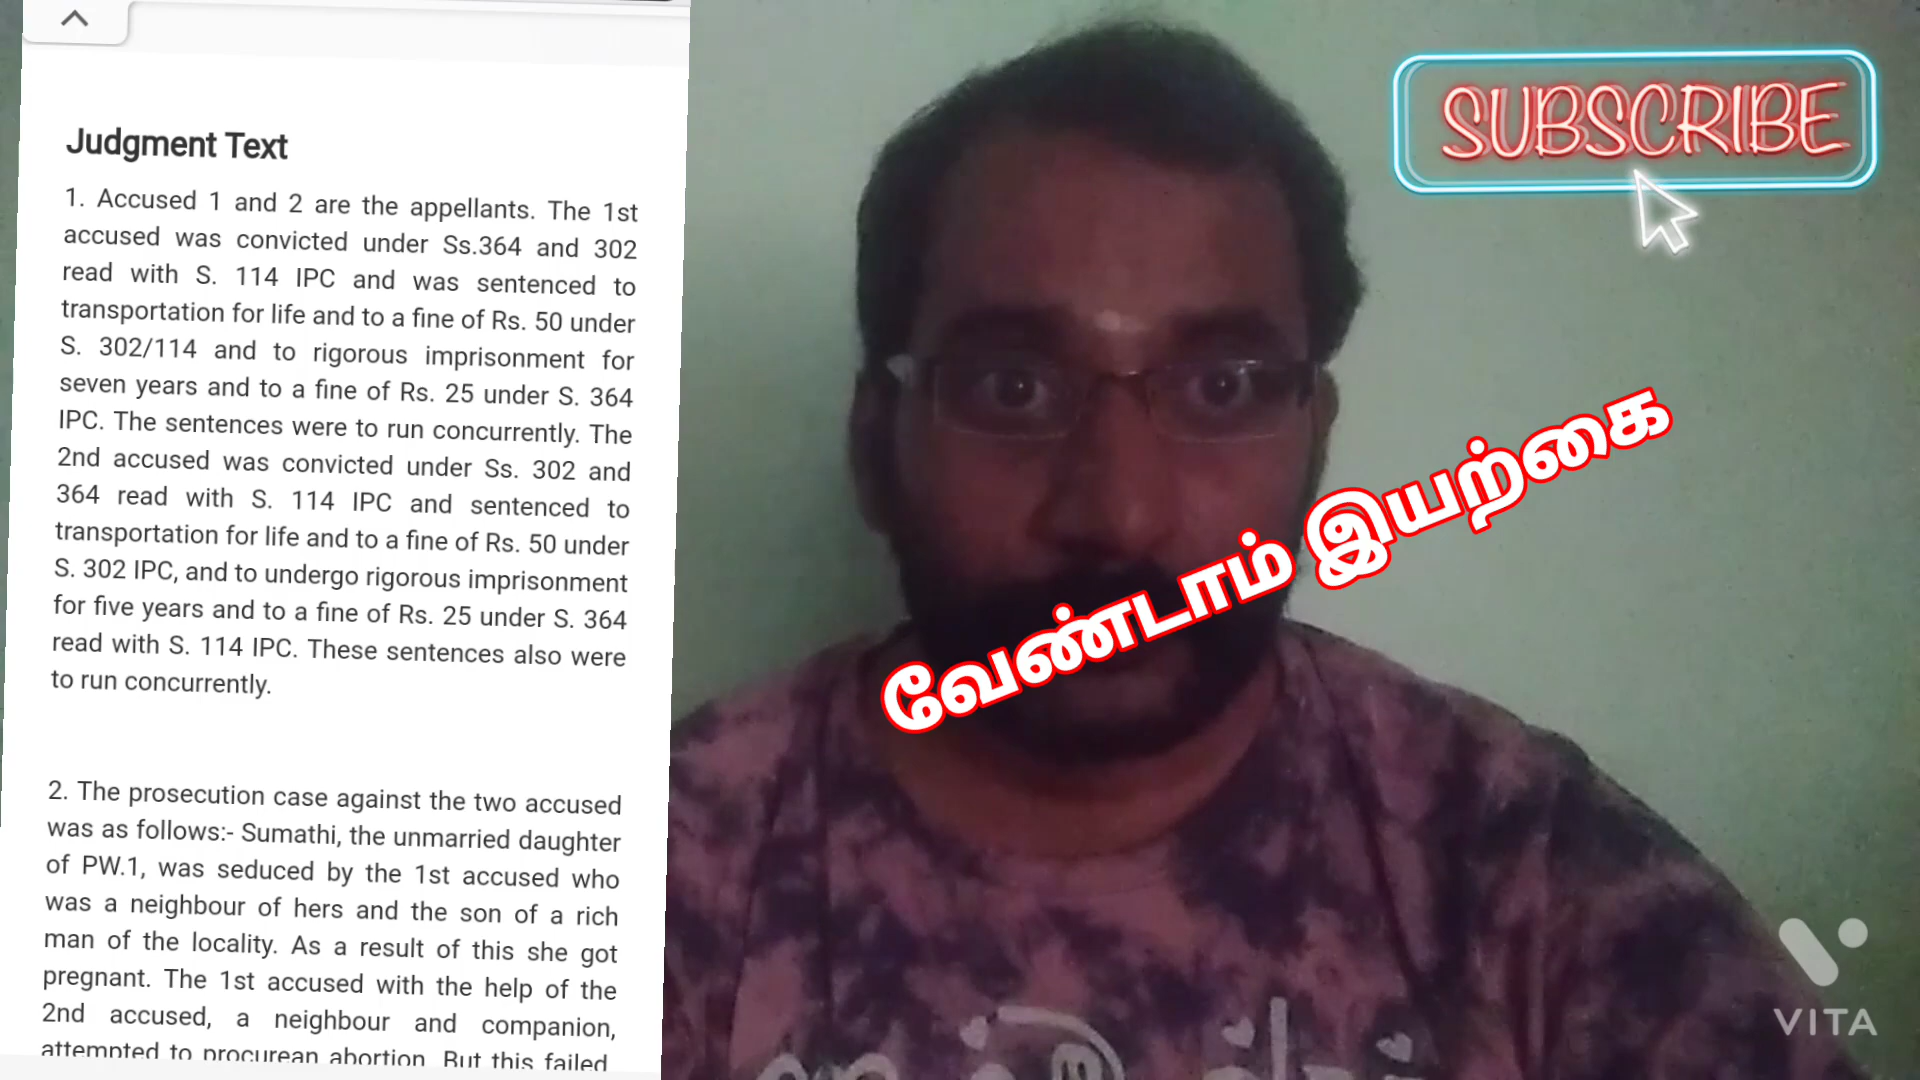 Judgment Text
1. Accused 1 and 2 are the appellants. The 1st
accused was convicted under Ss.364 and 302
read with S. 114 IPC and was sentenced to
transportation for life and to a fine of Rs. 50 under
S. 302/114 and to rigorous imprisonment for
seven years and to a fine of Rs. 25 under S. 364
IPC. The sentences were to run concurrently. The
2nd accused was convicted under Ss. 302 and
364 read with S. 114 IPC and sentenced to
transportation for life and to a fine of Rs. 50 under
S. 302 IPC, and to undergo rigorous imprisonment
for five years and to a fine of Rs. 25 under S. 364
read with S. 114 IPC. These sentences also were
to run concurrently.
2. The prosecution case against the two accused
was as follows:- Sumathi, the unmarried daughter
of PW.1, was seduced by the 1st accused who
was a neighbour of hers and the son of a rich
man of the locality. As a result of this she got
pregnant. The 1st accused with the help of the
2nd accused, a neighbour and companion,
attempted to procurean abortion. But this failed.
SUBSCRIBE
வேண்டாம் இயற்கை
VITA